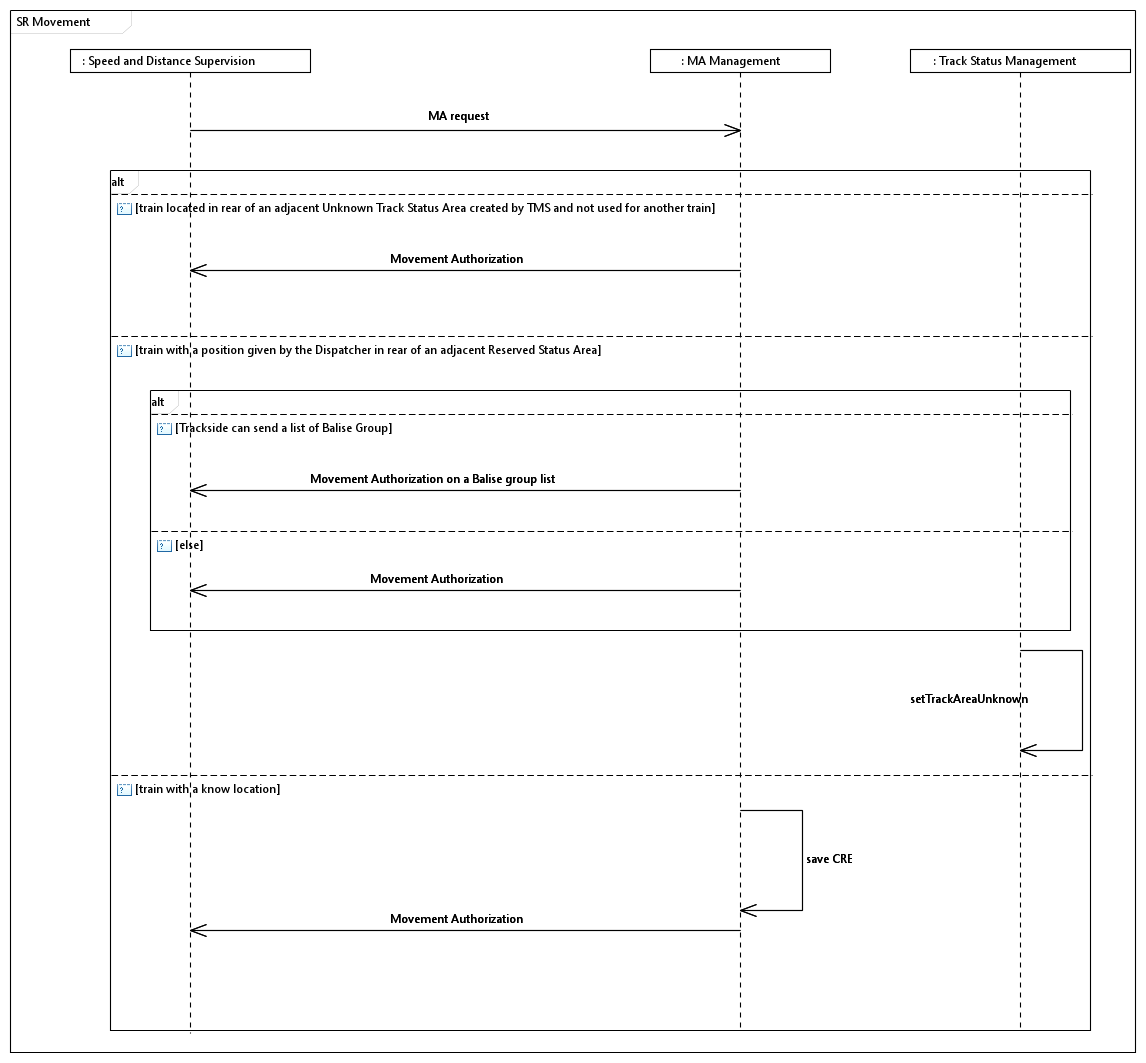 SR Movement
: Speed and Distance Supervision
: MA Management
: Track Status Management
MA request
alt
? [train located in rear of an adjacent Unknown Track Status Area created by TMS and not used for another train]
Movement Authorization
? [train with a position given by the Dispatcher in rear of an adjacent Reserved Status Area]
alt
? [Trackside can send a list of Balise Group]
Movement Authorization on a Balise group list
? [else]
Movement Authorization
setTrackAreaUnknown
? [train with a know location]
save CRE
Movement Authorization